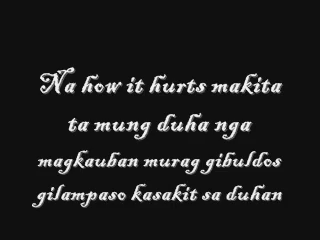 Na how it hurts makita
ta mung duha nga
magkauban murag gibuldos
gilampaso kasakit sa duhan